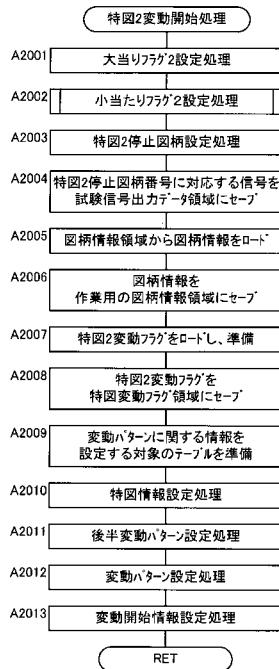 特図2変動開始処理
A2001
大当りフラグ2設定処理
A2002
小当たりフラグ2設定処理
A2003
特図2停止図柄設定処理
A2004
特図2停止図柄番号に対応する信号を
試験信号出力データ領域にセーブ
A2005
図柄情報領域から図柄情報をロード
A2006
図柄情報を
作業用の図柄情報領域にセーブ
A2007
特図2変動フラグをロードし、準備
A2008
特図2変動フラグを
特図変動フラグ領域にセーブ
A2009
変動パターンに関する情報を
設定する対象のテーブルを準備
A2010
特図情報設定処理
A2011
後半変動パターン設定処理
A2012
変動パターン設定処理
A2013
変動開始情報設定処理
RET